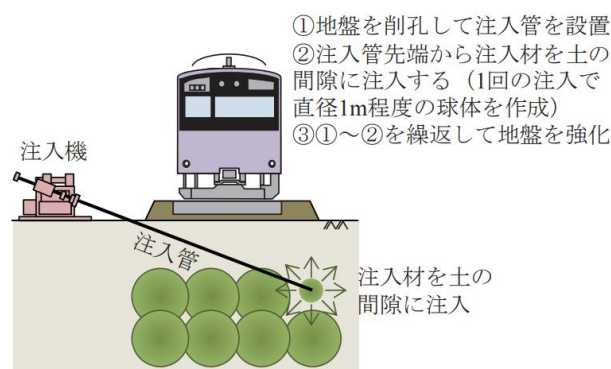 ①地盤を削孔して注入管を設置
②注入管先端から注入材を土の
間隙に注入する（1回の注入で
直径1m程度の球体を作成）
③①～②を繰返して地盤を強化
注入機
注入管
注入材を土の
間隙に注入